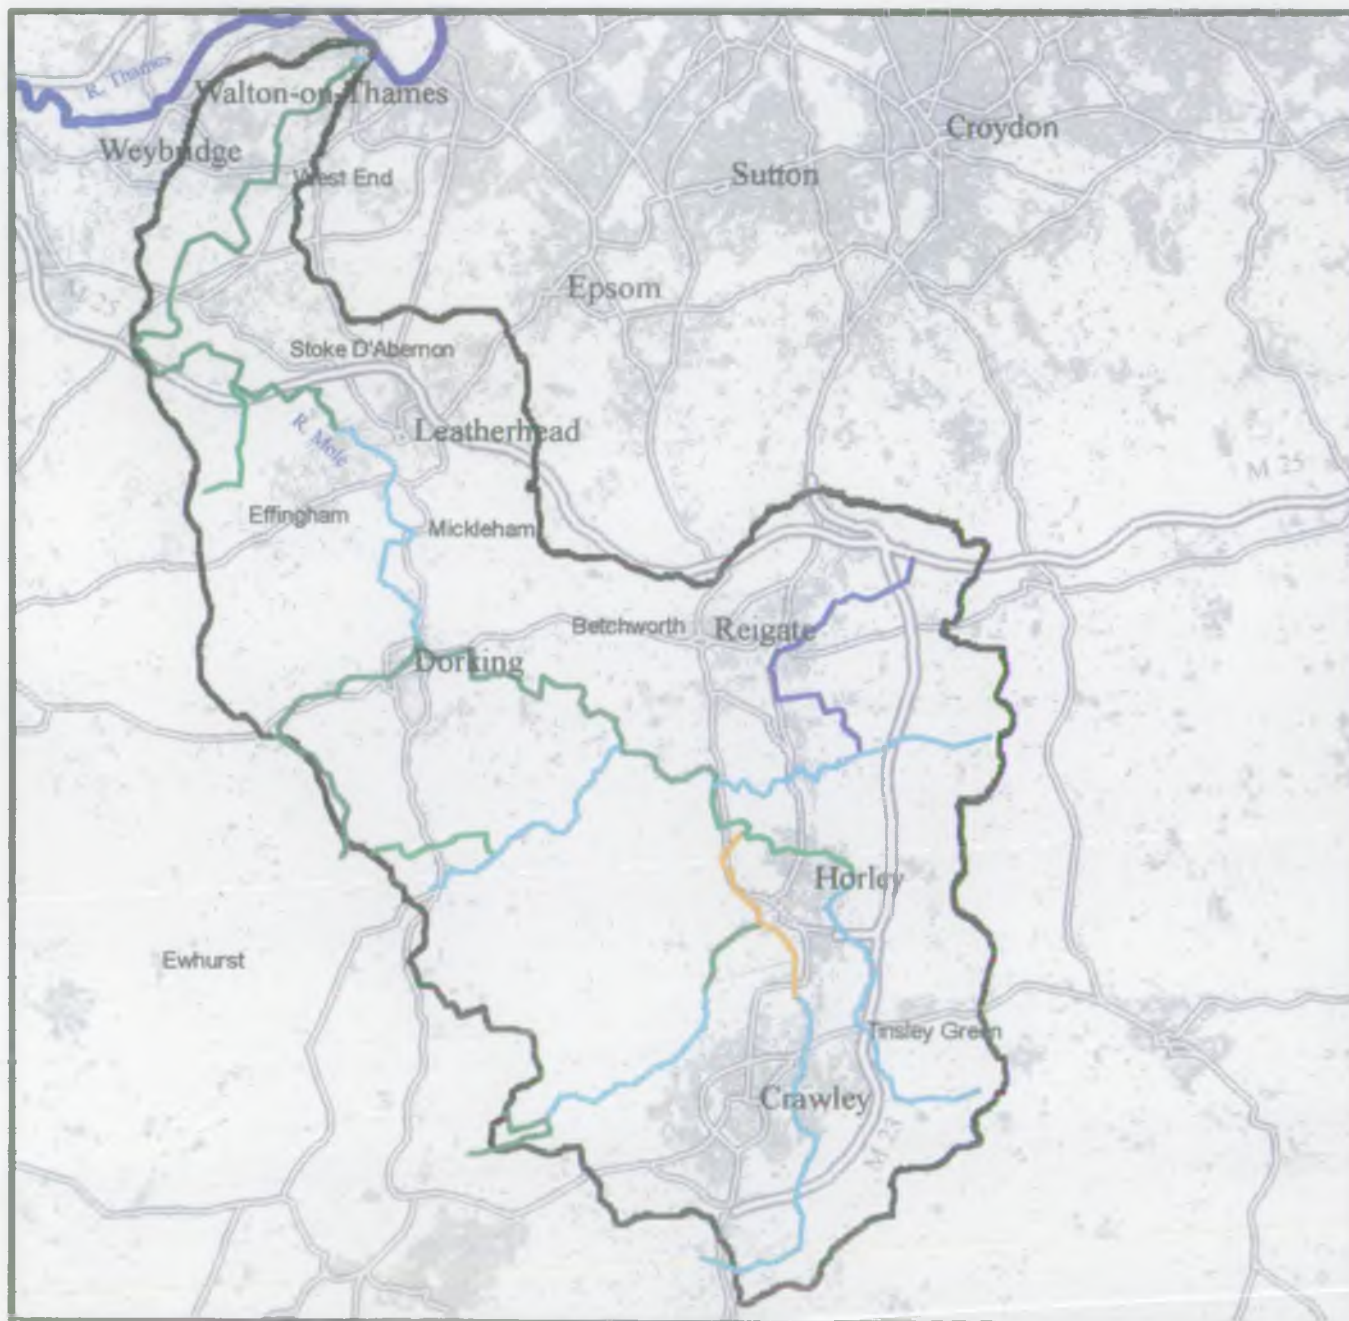 R. Thames
Walton-on-Thames
Weybridge
West End
Croydon
Sutton
Epsom
M 25
Stoke D'Abernon
R. Mole
Leatherhead
M 25
Effingham
Mickleham
Betchworth
Reigate
Dorking
Horley
Ewhurst
Tinsley Green
Crawley
M 23